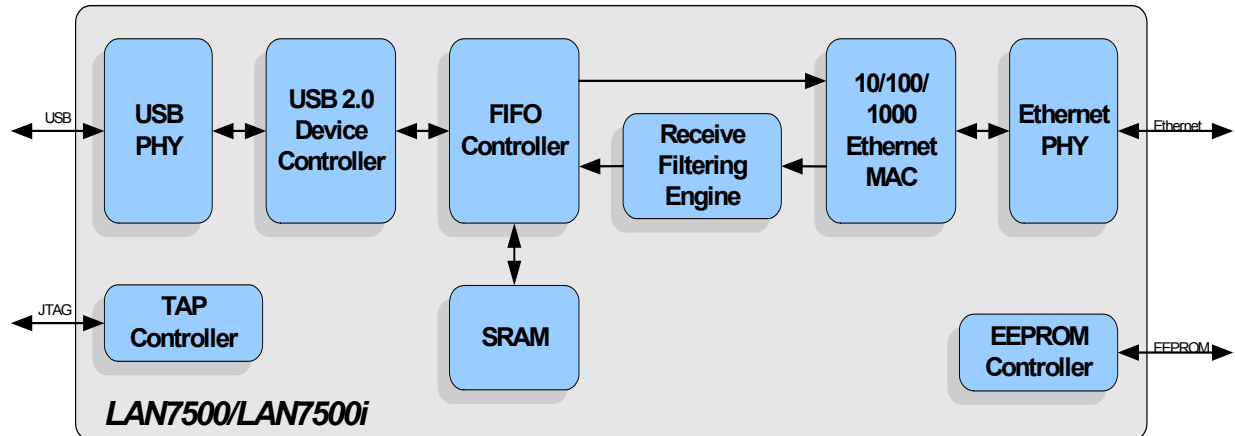 USB
USB
PHY
USB 2.0
Device
Controller
FIFO
Controller
Receive
Filtering
Engine
10/100/
1000
Ethernet
MAC
Ethernet
PHY
Ethernet
JTAG
TAP
Controller
SRAM
EEPROM
Controller
EEPROM
LAN7500/LAN7500i